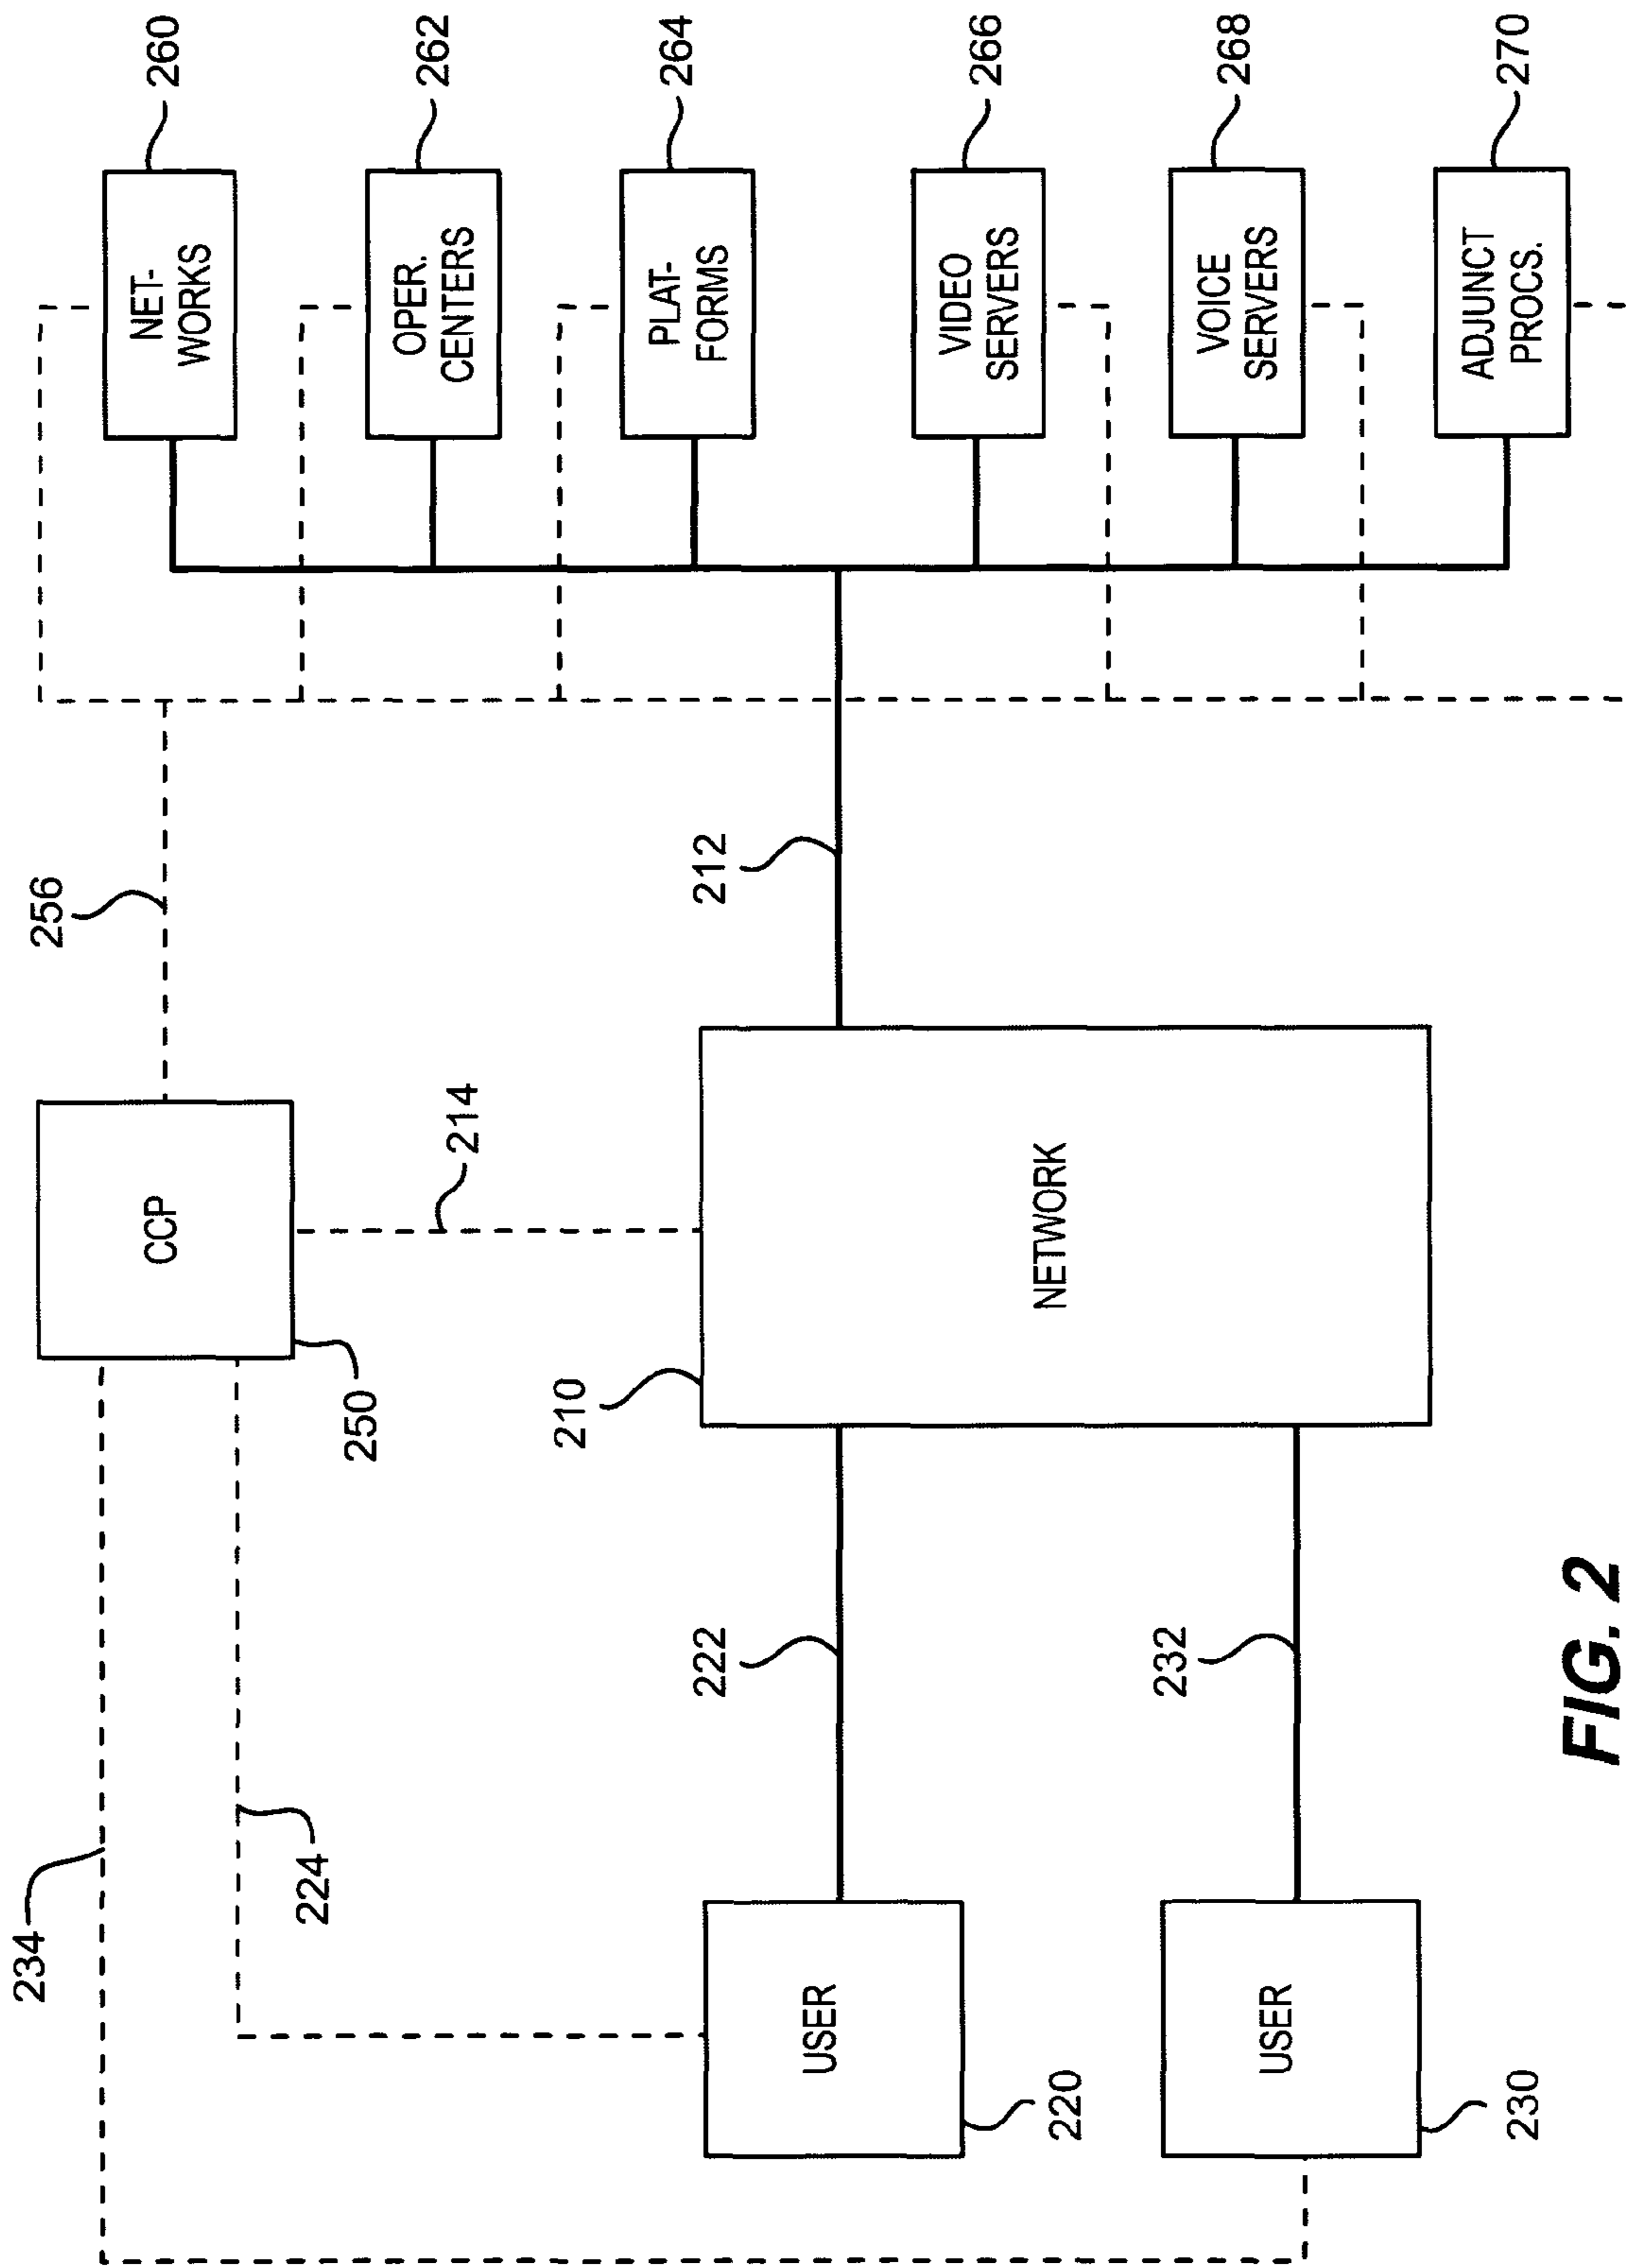 234
224
CCP
250
214
256
210
NETWORK
212
USER
220
222
USER
230
232
NET-
WORKS
260
OPER.
CENTERS
262
PLAT-
FORMS
264
VIDEO
SERVERS
266
VOICE
SERVERS
268
ADJUNCT
PROCS.
270
FIG. 2